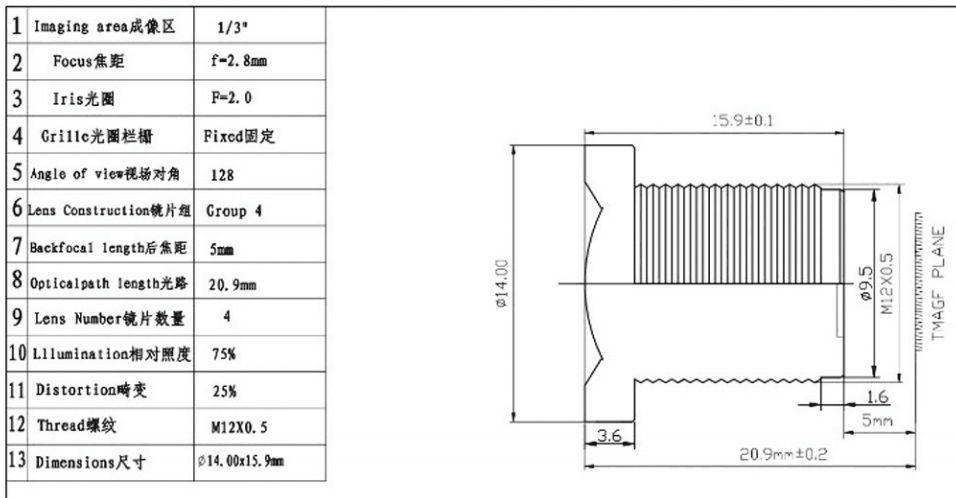 1 Imaging area成像区 1/3"
2 Focus焦距 f=2.8mm
3 Iris光圈 F=2.0
4 Grille光圈栏栅 Fixed固定
5 Angle of view视场对角 128
6 Lens Construction镜片组 Group 4
7 Backfocal length后焦距 5mm
8 Opticalpath length光路 20.9mm
9 Lens Number镜片数量 4
10 Lllumination相对照度 75%
11 Distortion畸变 25%
12 Thread螺纹 M12X0.5
13 Dimensions尺寸 φ14.00x15.9mm
15.9±0.1
ø14.00
ø9.5
M12X0.5
TMAGF PLANE
1.6
5mm
3.6
20.9mm±0.2